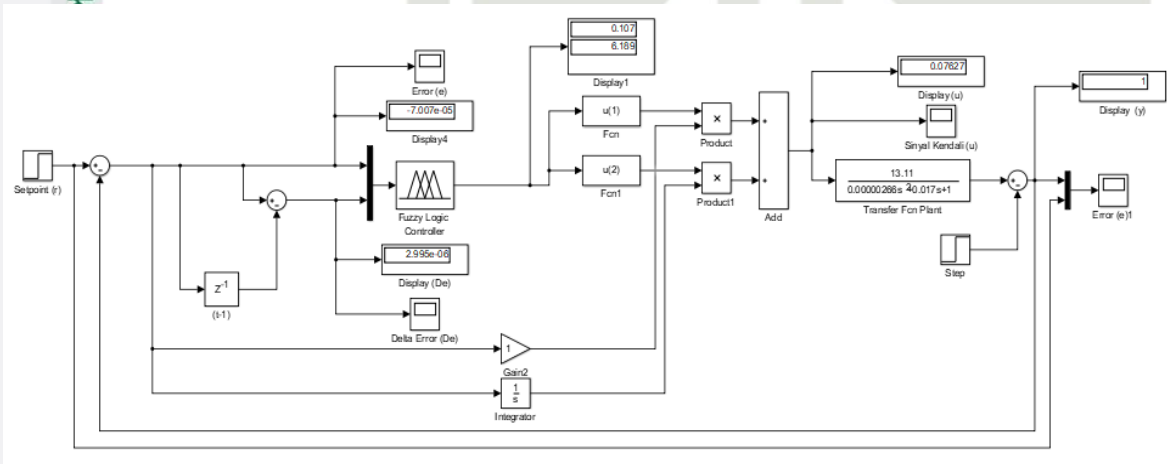 0.107
6.189
Display1
Error (e)
-7.007e-05
Display4
u(1)
Fcn
×
Product
0.07627
Display (u)
1
Display (y)
Sinyal Kendali (u)
Setpoint (r)
Fuzzy Logic
Controller
u(2)
Fcn1
×
Product1
Add
13.11
0.00000266s²+0.017s+1
Transfer Fcn Plant
Error (e)1
Step
2.995e-06
Display (De)
z-1
(t-1)
Delta Error (De)
1
Gain2
1
s
Integrator